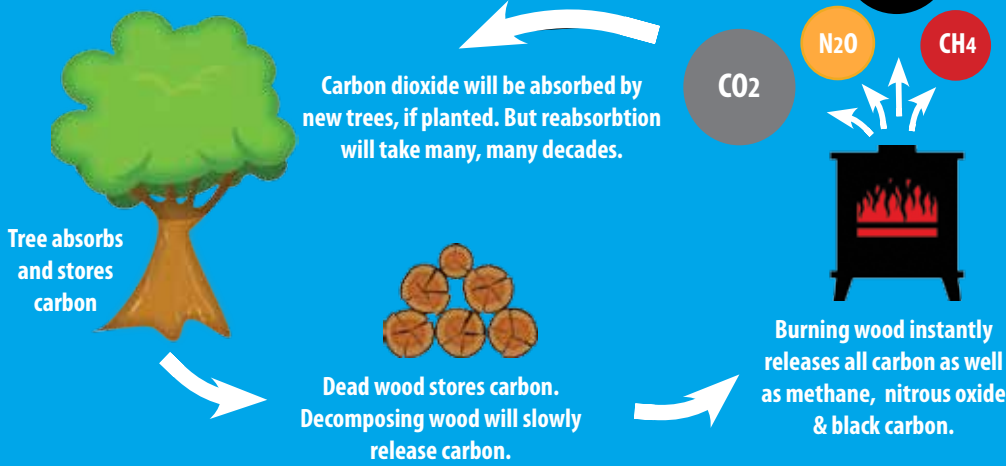 N2O
CH4
CO2
Carbon dioxide will be absorbed by
new trees, if planted. But reabsorbtion
will take many, many decades.
Tree absorbs
and stores
carbon
Dead wood stores carbon.
Decomposing wood will slowly
release carbon.
Burning wood instantly
releases all carbon as well
as methane, nitrous oxide
& black carbon.